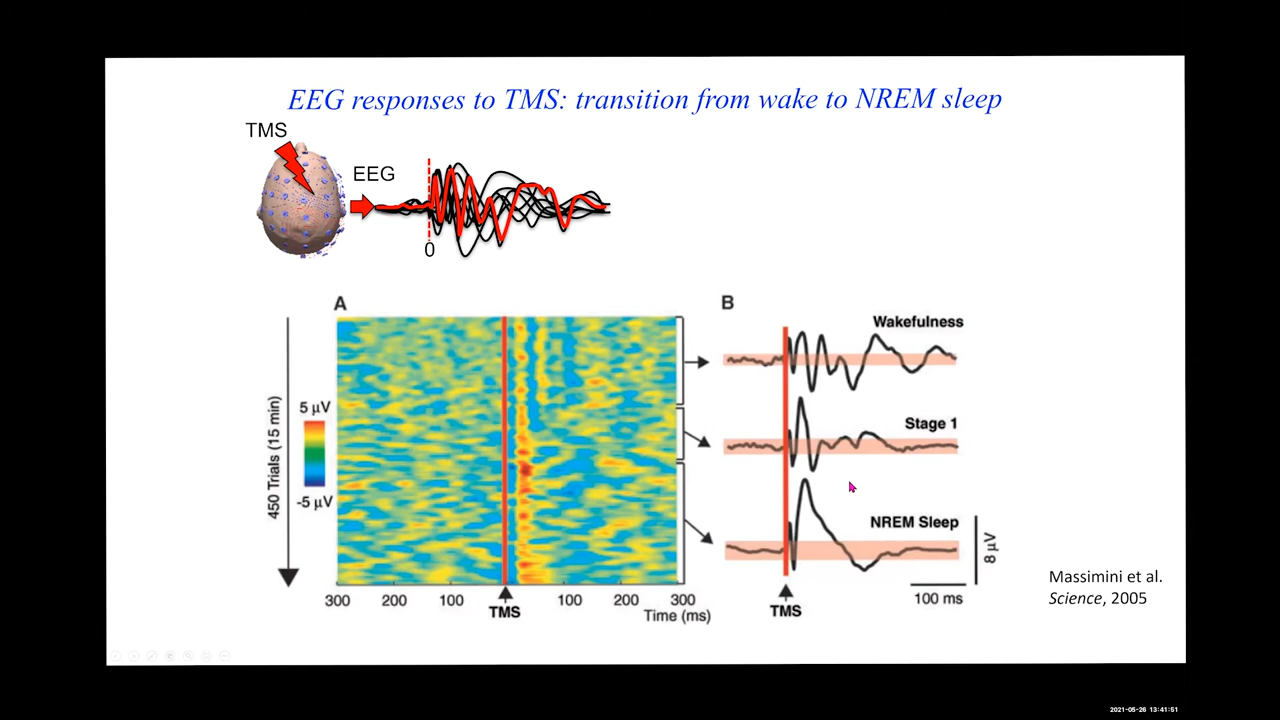 EEG responses to TMS: transition from wake to NREM sleep
TMS
EEG
0
A
B
450 Trials (15 min)
5 µV
-5 µV
300 200 100 100 200 300
TMS
Time (ms)
Wakefulness
Stage 1
NREM Sleep
8 µV
100 ms
TMS
Massimini et al.
Science, 2005
2021-05-26 13:41:51